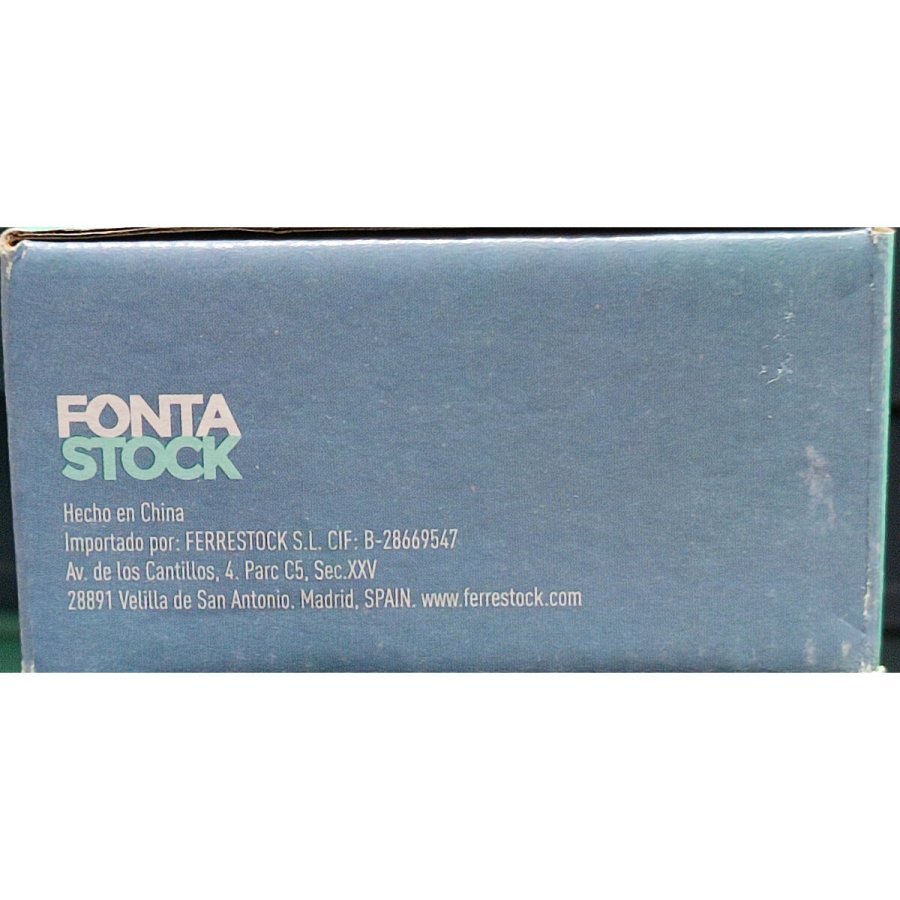 FONTA
STOCK
Hecho en China
Importado por: FERRESTOCK S.L. CIF: B-28669547
Av. de los Cantillos, 4. Parc C5, Sec.XXV
28891 Velilla de San Antonio. Madrid, SPAIN. www.ferrestock.com